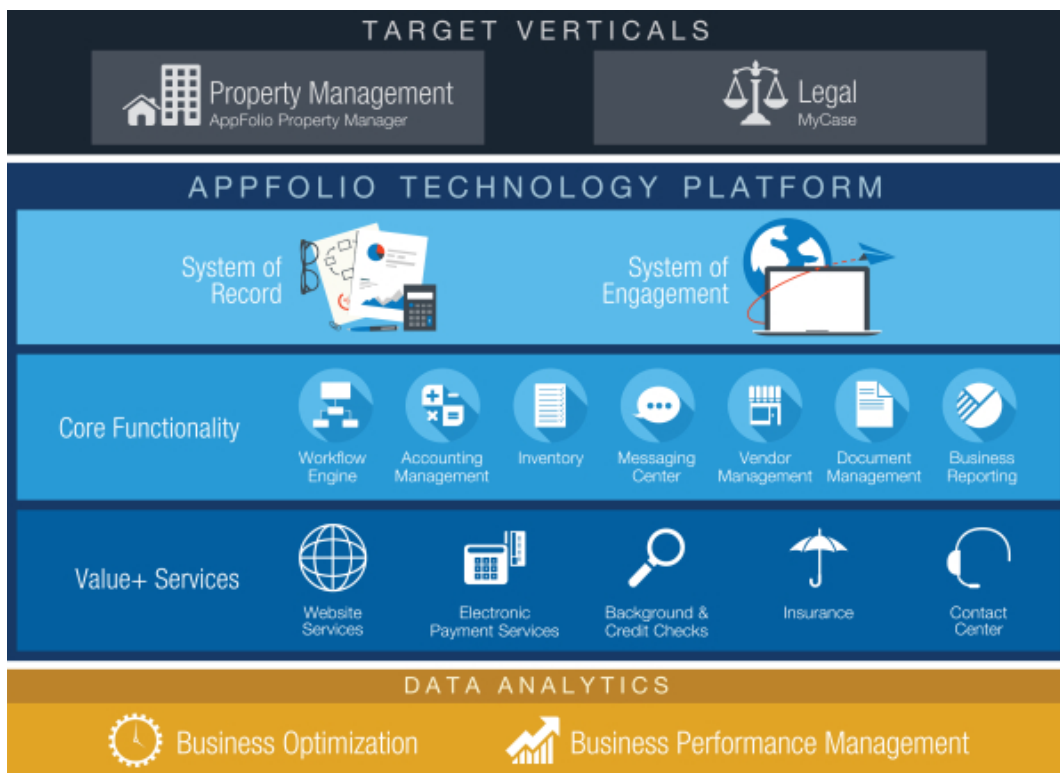 TARGET VERTICALS
Property Management
AppFolio Property Manager
Legal
MyCase
APPFOLIO TECHNOLOGY PLATFORM
System of
Record
System of
Engagement
Core Functionality
Workflow
Engine
Accounting
Management
Inventory
Messaging
Center
Vendor
Management
Document
Management
Business
Reporting
Value+ Services
Website
Services
Electronic
Payment Services
Background &
Credit Checks
Insurance
Contact
Center
DATA ANALYTICS
Business Optimization
Business Performance Management